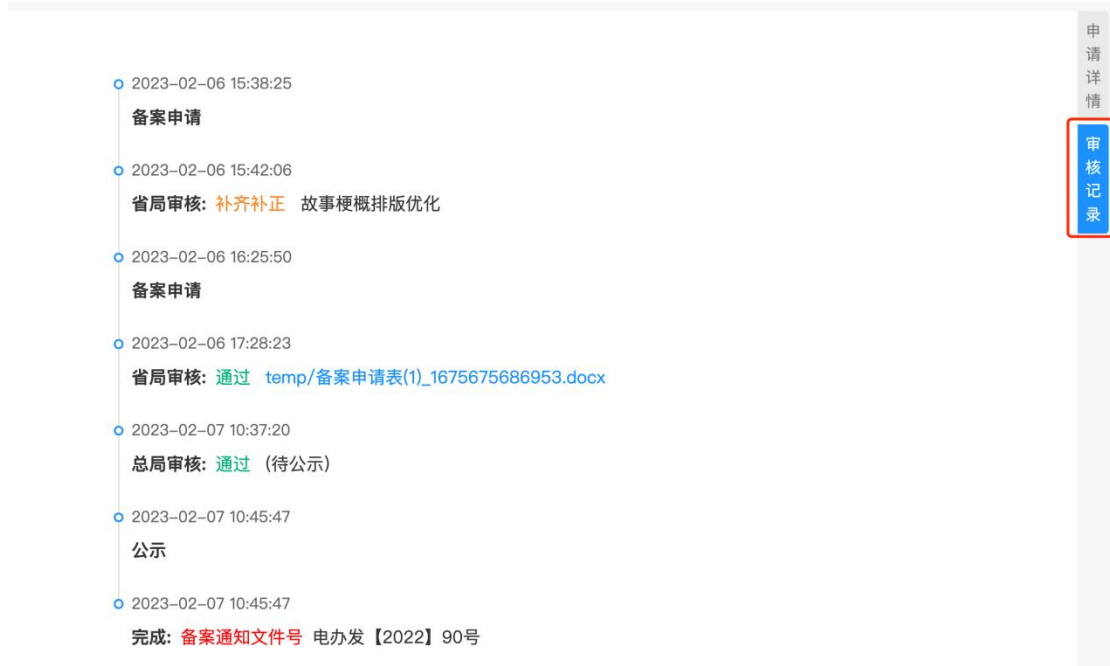 2023-02-06 15:38:25
备案申请
2023-02-06 15:42:06
省局审核: 补齐补正 故事梗概排版优化
2023-02-06 16:25:50
备案申请
2023-02-06 17:28:23
省局审核: 通过 temp/备案申请表(1)_1675675686953.docx
2023-02-07 10:37:20
总局审核: 通过 (待公示)
2023-02-07 10:45:47
公示
2023-02-07 10:45:47
完成: 备案通知文件号 电办发【2022】90号
申请详情
审核记录